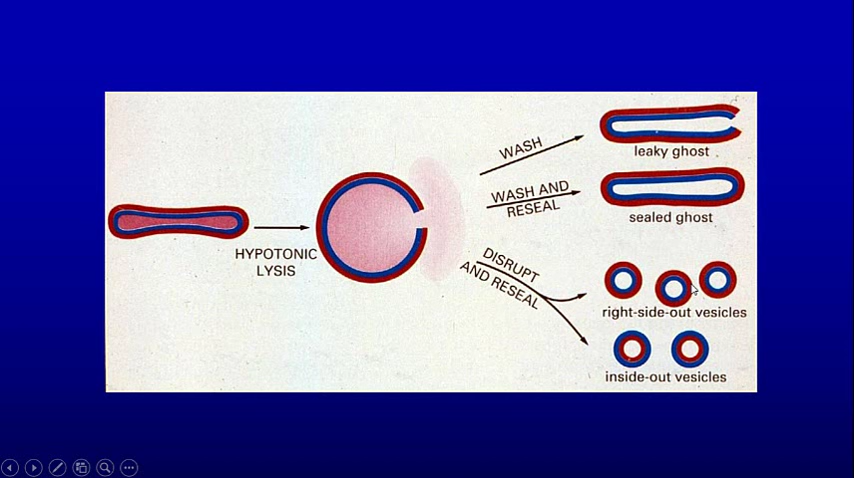 HYPOTONIC
LYSIS
WASH
leaky ghost
WASH AND
RESEAL
sealed ghost
DISRUPT
AND RESEAL
right-side-out vesicles
inside-out vesicles